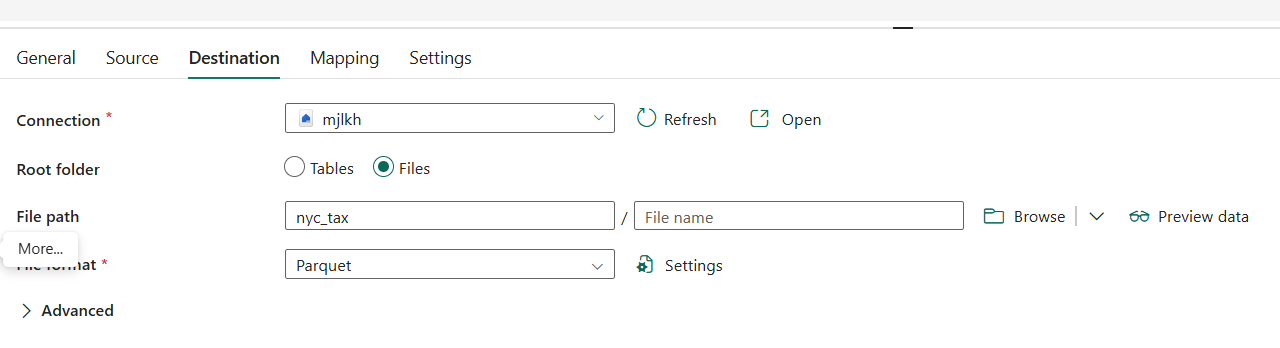 General Source Destination Mapping Settings
Connection * mjlkh Refresh Open
Root folder Tables Files
File path nyc_tax / File name Browse Preview data
More...
File format * Parquet Settings
Advanced